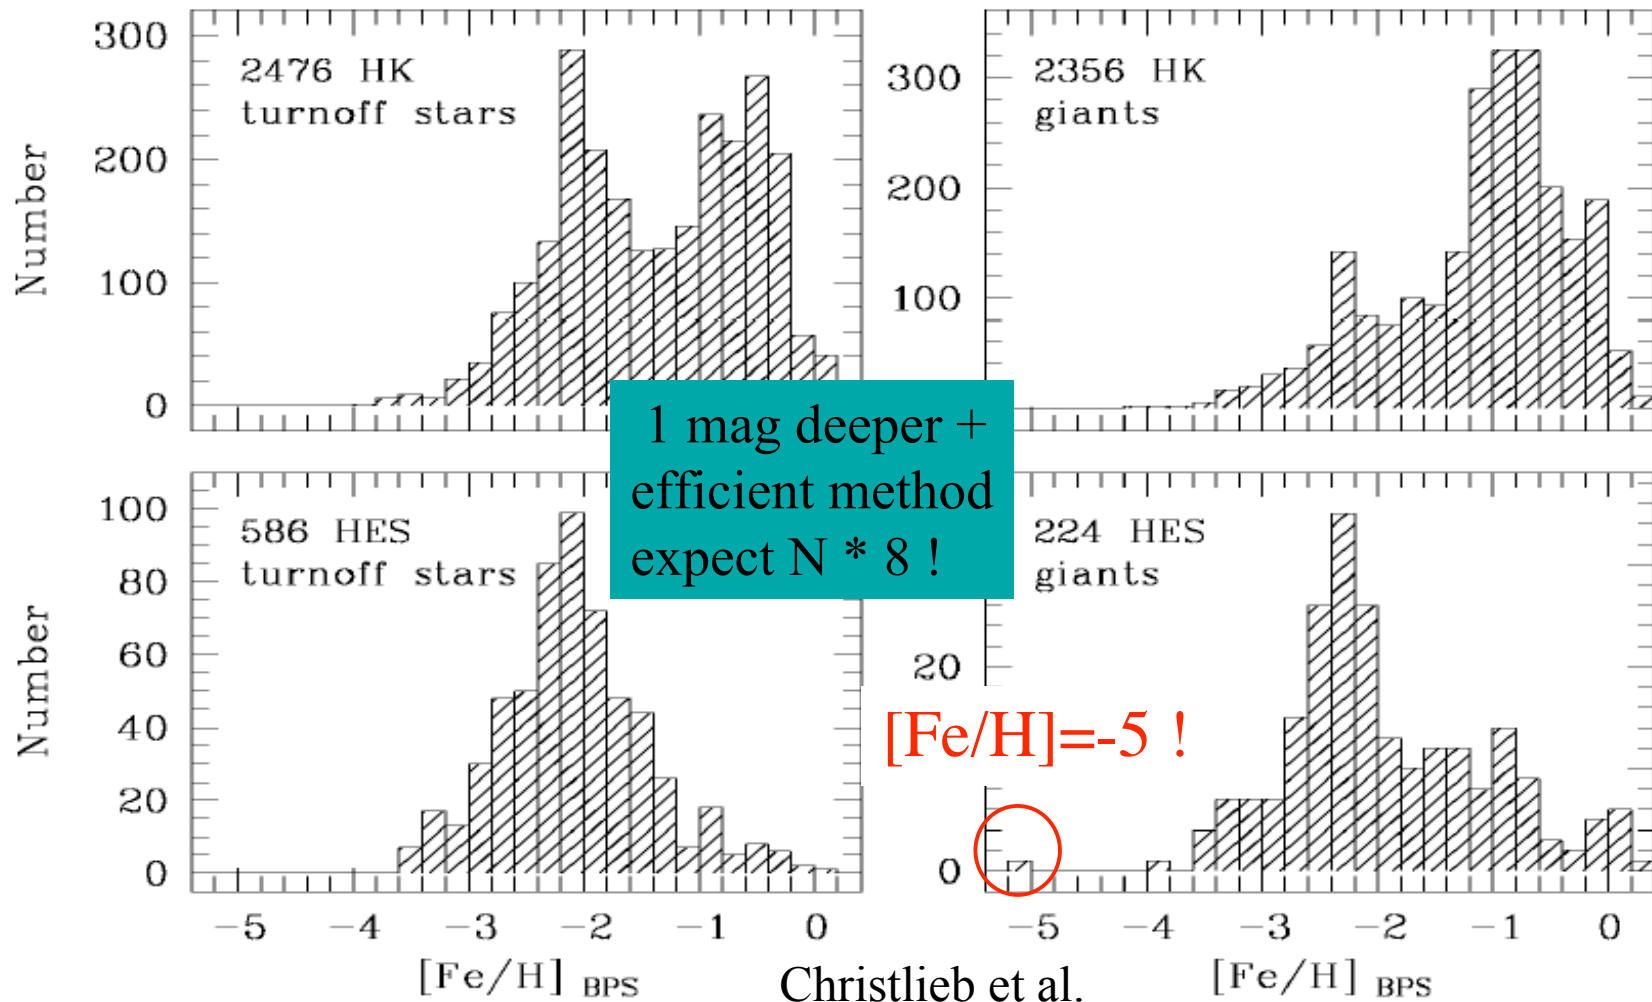 300
200
100
0
Number
2476 HK
turnoff stars
300
200
100
2356 HK
giants
1 mag deeper +
efficient method
expect N * 8 !
100
80
60
40
20
0
Number
586 HES
turnoff stars
20
0
224 HES
giants
[Fe/H]=-5 !
−5 −4 −3 −2 −1 0
[Fe/H] BPS
−5 −4 −3 −2 −1 0
[Fe/H] BPS
Christlieb et al.